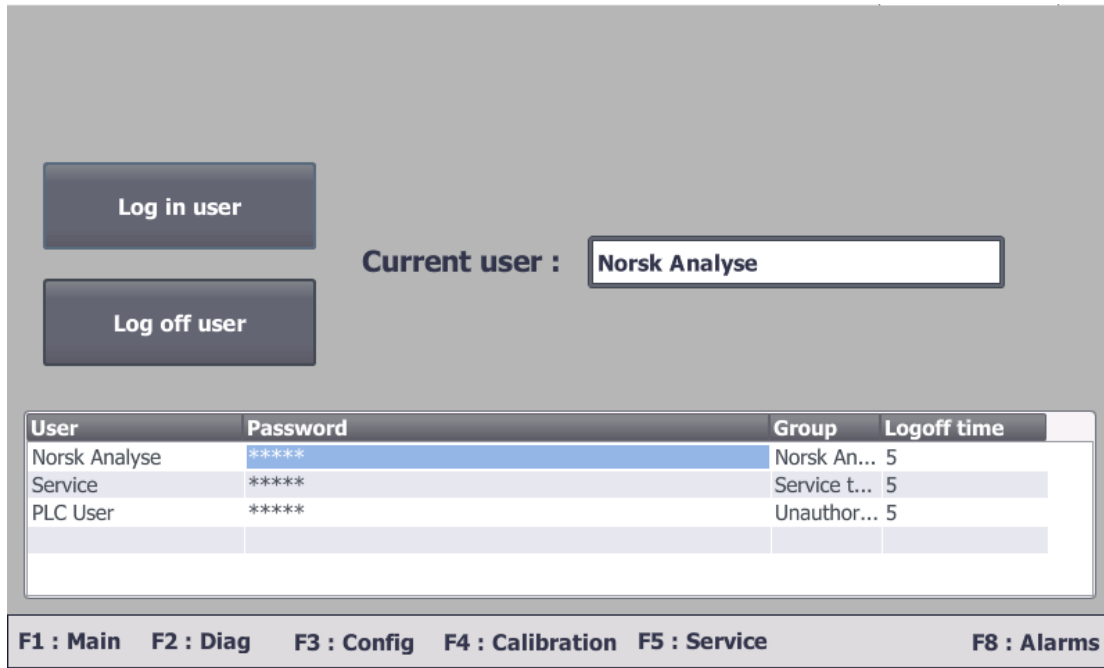 Log in user
Current user :
Norsk Analyse
Log off user
User Password Group Logoff time
Norsk Analyse ***** Norsk An... 5
Service ***** Service t... 5
PLC User ***** Unauthor... 5
F1 : Main F2 : Diag F3 : Config F4 : Calibration F5 : Service F8 : Alarms